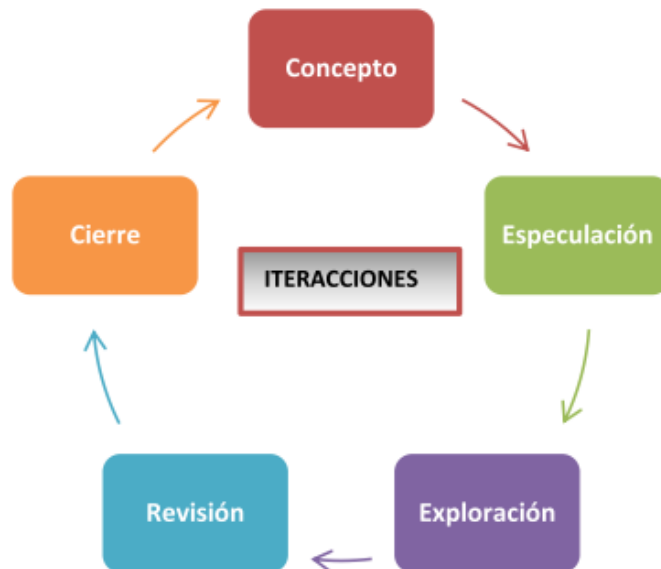 Concepto
Cierre
Especulación
ITERACCIONES
Revisión
Exploración